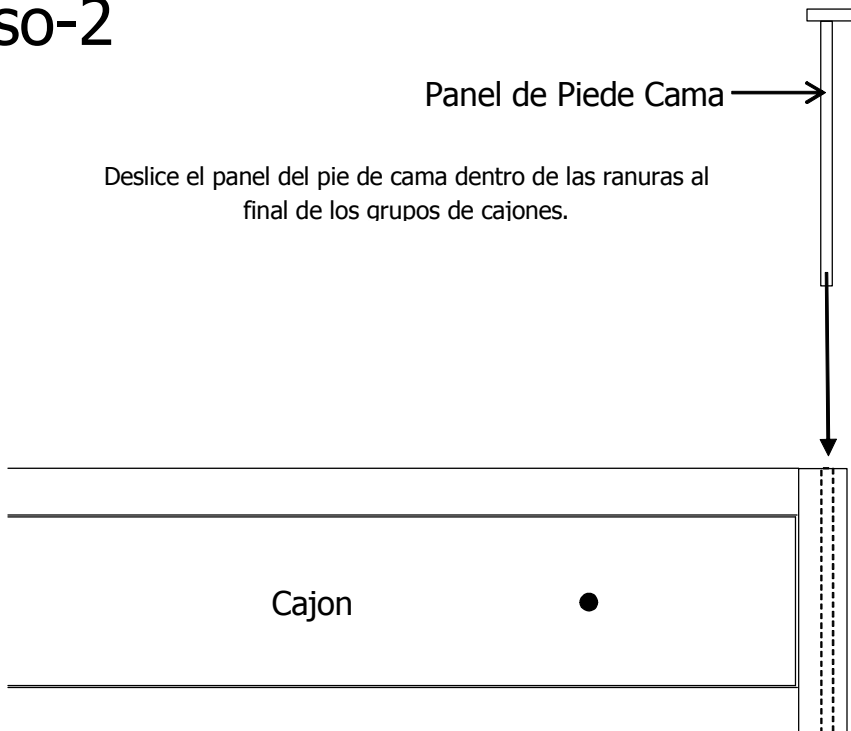 so-2
Panel de Piede Cama
Deslice el panel del pie de cama dentro de las ranuras al
final de los grupos de cajones.
Cajon